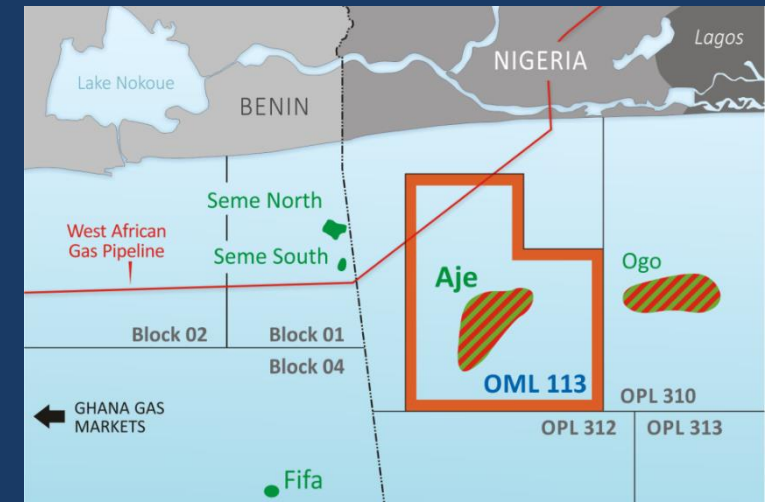 Lagos
NIGERIA
Lake Nokoue
BENIN
Seme North
West African
Gas Pipeline
Seme South
Ogo
Aje
Block 02
Block 01
Block 04
OML 113
OPL 310
GHANA GAS
MARKETS
OPL 312
OPL 313
Fifa